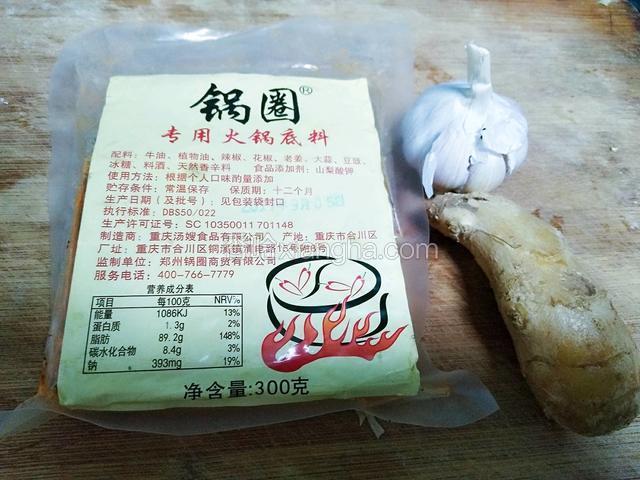 锅圈®
专用火锅底料
配料：牛油、植物油、辣椒、花椒、老姜、大蒜、豆豉、
冰糖、料酒、天然香辛料 食品添加剂：山梨酸钾
使用方法：根据个人口味酌量添加
贮存条件：常温保存 保质期：十二个月
生产日期（及批号）：见包装袋封口
执行标准：DBS50/022
生产许可证号：SC 10350011 701148
制造商：重庆汤嫂食品有限公司 产地：重庆市合川区
厂址：重庆市合川区铜溪镇
监制单位：郑州锅圈商贸有限公司
服务电话：400-766-7779
营养成分表
项目 每100克 NRV%
能量 1086KJ 13%
蛋白质 1.3g 2%
脂肪 89.2g 148%
碳水化合物 8.4g 3%
钠 393mg 19%
净含量:300克